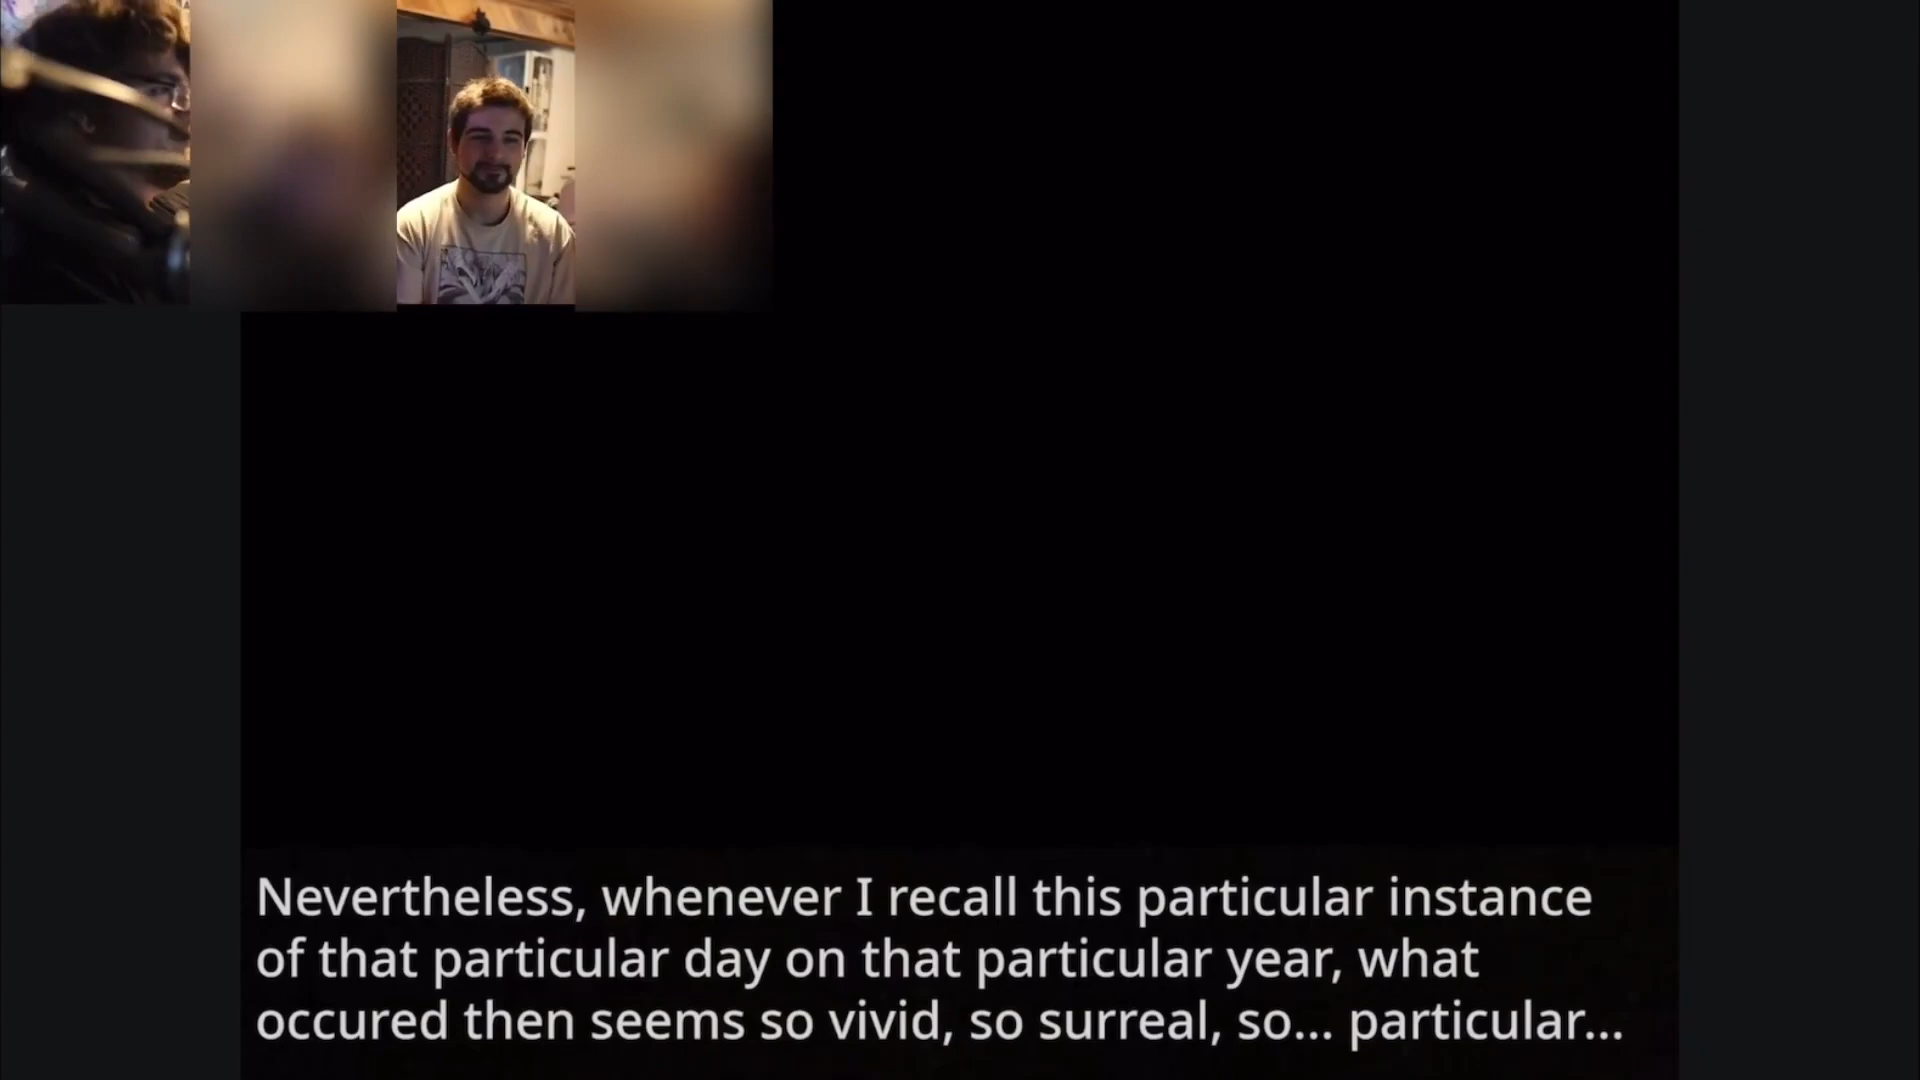 Nevertheless, whenever I recall this particular instance
of that particular day on that particular year, what
occured then seems so vivid, so surreal, so... particular...